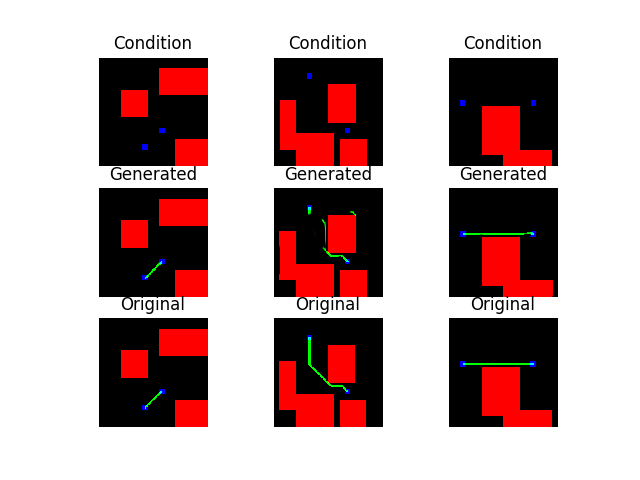 Condition
Condition
Condition
Generated
Generated
Generated
Original
Original
Original